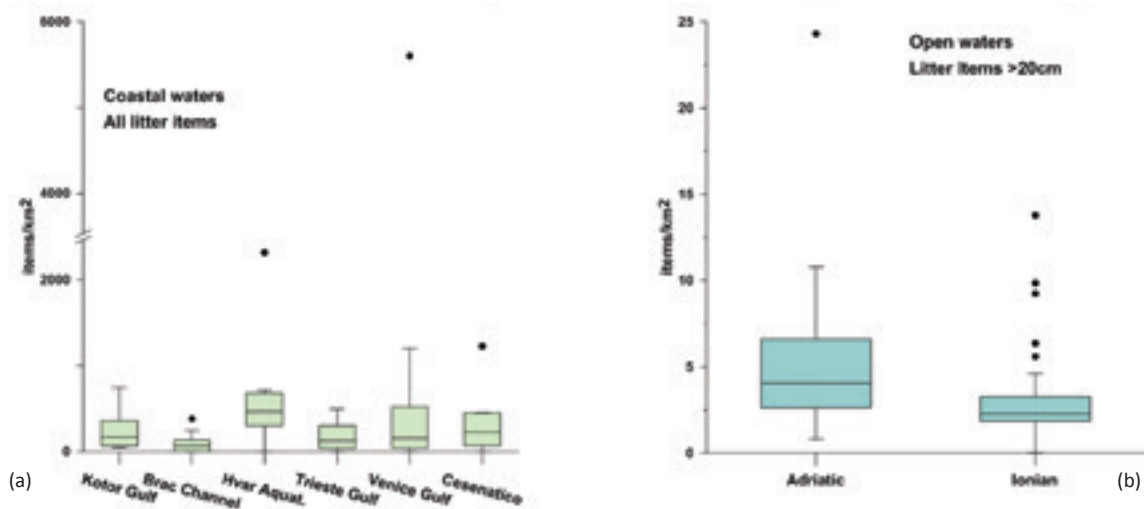 6000
4000
2000
0
items/km²
Coastal waters
All litter items
Kotor Gulf
Brac Channel
Hvar Aquat.
Trieste Gulf
Venice Gulf
Cesenatico
(a)
25
20
15
10
5
0
items/km²
Open waters
Litter Items >20cm
Adriatic
Ionian
(b)